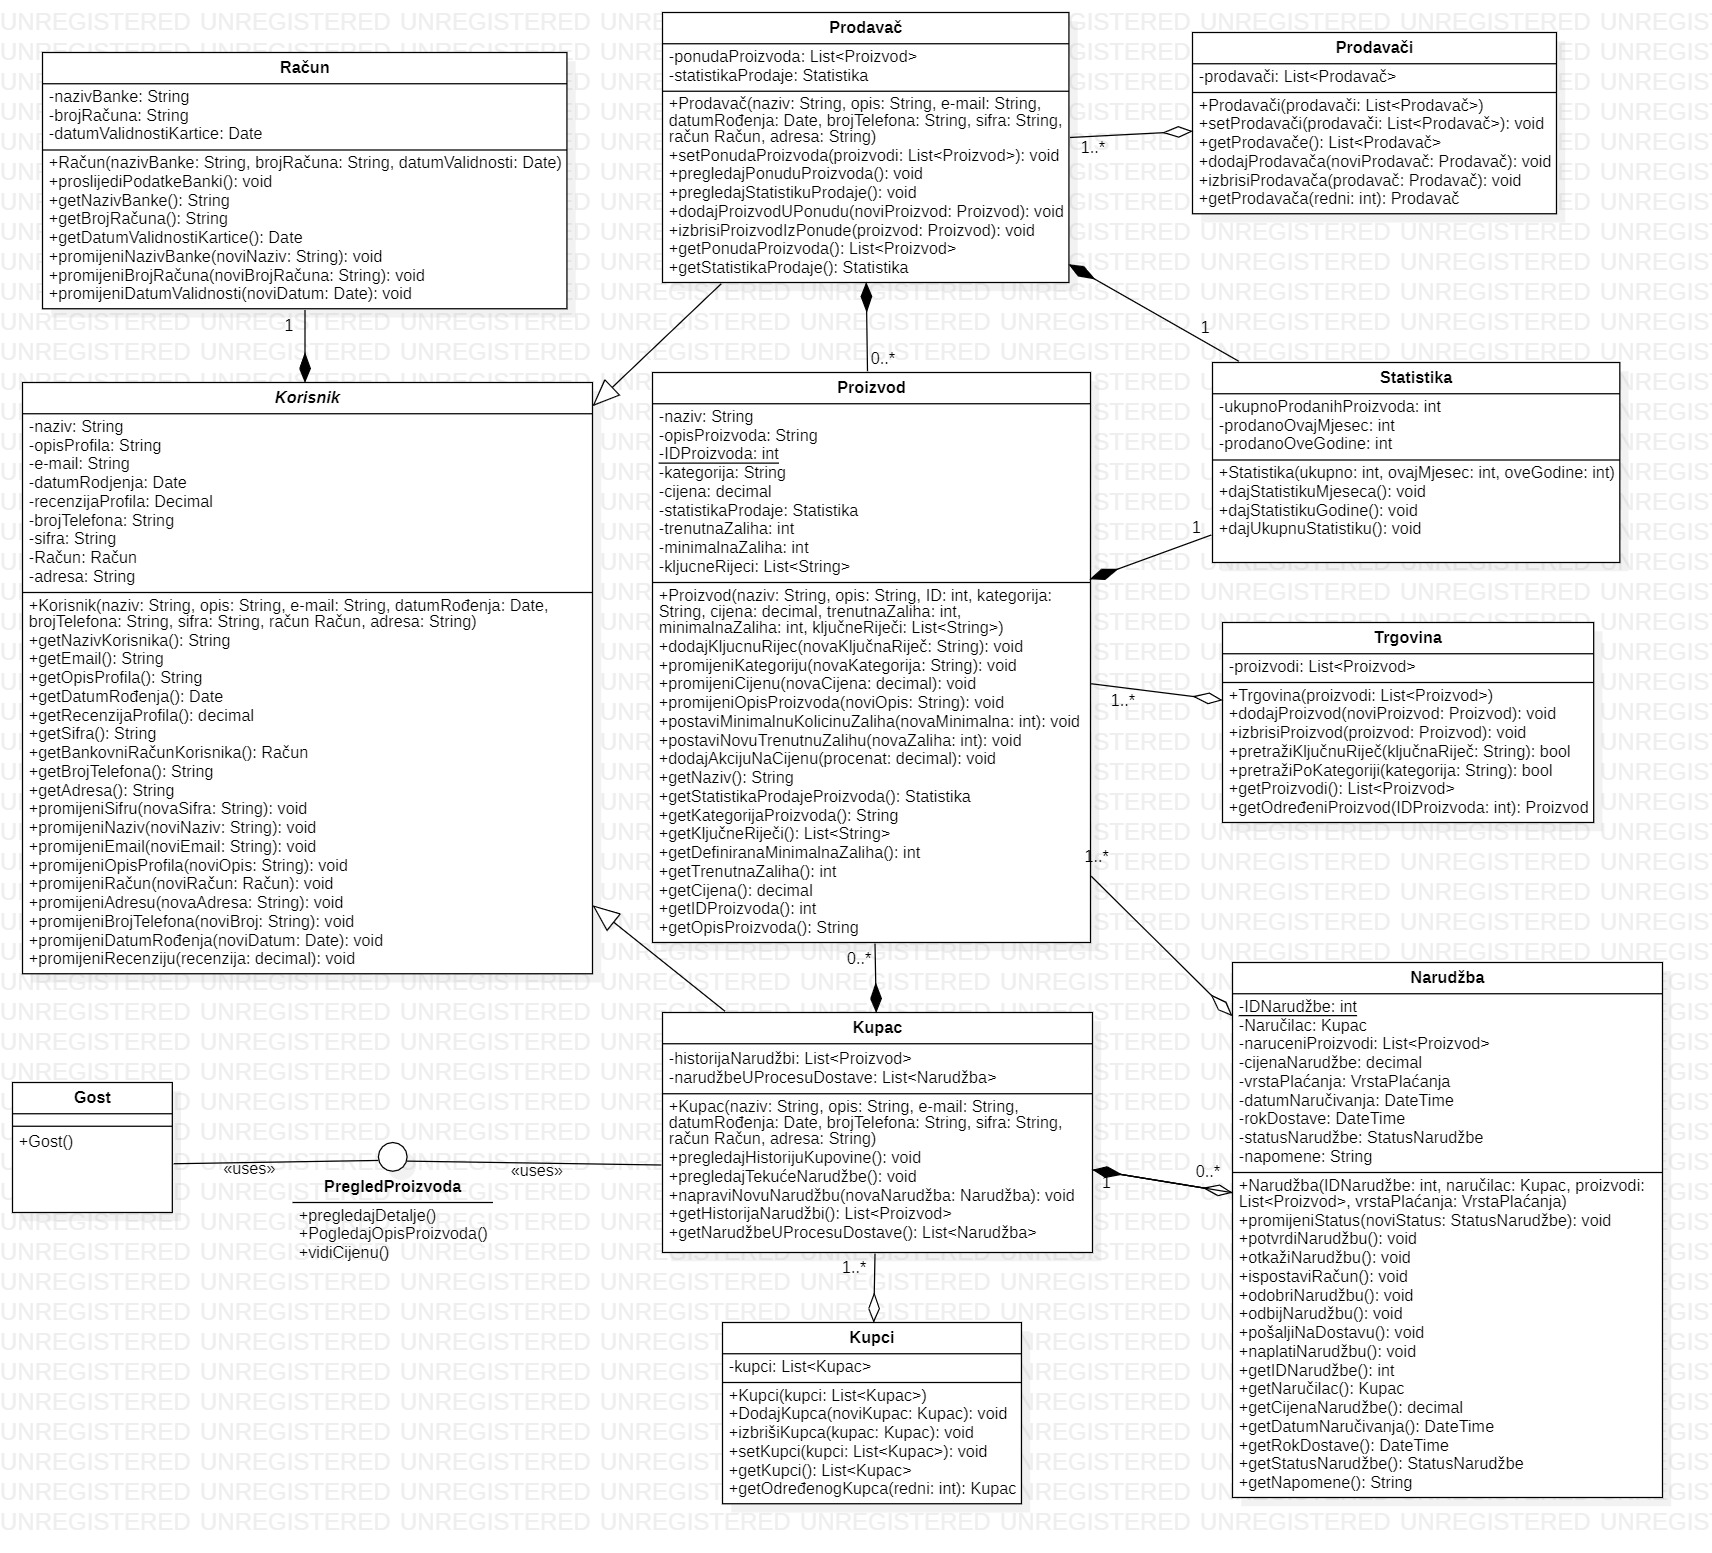 Račun
-nazivBanke: String
-brojRačuna: String
-datumValidnostiKartice: Date
+Račun(nazivBanke: String, brojRačuna: String, datumValidnosti: Date)
+proslijediPodatkeBanki(): void
+getNazivBanke(): String
+getBrojRačuna(): String
+getDatumValidnostiKartice(): Date
+promijeniNazivBanke(noviNaziv: String): void
+promijeniBrojRačuna(noviBrojRačuna: String): void
+promijeniDatumValidnosti(noviDatum: Date): void
1
Prodavač
-ponudaProizvoda: List<Proizvod>
-statistikaProdaje: Statistika
+Prodavač(naziv: String, opis: String, e-mail: String,
datumRođenja: Date, brojTelefona: String, sifra: String,
račun Račun, adresa: String)
+setPonudaProizvoda(proizvodi: List<Proizvod>): void
+pregledajPonuduProizvoda(): void
+pregledajStatistikuProdaje(): void
+dodajProizvodUPonudu(noviProizvod: Proizvod): void
+izbrisiProizvodIzPonude(proizvod: Proizvod): void
+getPonudaProizvoda(): List<Proizvod>
+getStatistikaProdaje(): Statistika
1..*
Prodavači
-prodavači: List<Prodavač>
+Prodavači(prodavači: List<Prodavač>)
+setProdavači(prodavači: List<Prodavač>): void
+getProdavače(): List<Prodavač>
+dodajProdavača(noviProdavač: Prodavač): void
+izbrisiProdavača(prodavač: Prodavač): void
+getProdavača(redni: int): Prodavač
1
0..*
Korisnik
-naziv: String
-opisProfila: String
-e-mail: String
-datumRodjenja: Date
-recenzijaProfila: Decimal
-brojTelefona: String
-sifra: String
-Račun: Račun
-adresa: String
+Korisnik(naziv: String, opis: String, e-mail: String, datumRođenja: Date,
brojTelefona: String, sifra: String, račun Račun, adresa: String)
+getNazivKorisnika(): String
+getEmail(): String
+getOpisProfila(): String
+getDatumRođenja(): Date
+getRecenzijaProfila(): decimal
+getSifra(): String
+getBankovniRačunKorisnika(): Račun
+getBrojTelefona(): String
+getAdresa(): String
+promijeniSifru(novaSifra: String): void
+promijeniNaziv(noviNaziv: String): void
+promijeniEmail(noviEmail: String): void
+promijeniOpisProfila(noviOpis: String): void
+promijeniRačun(noviRačun: Račun): void
+promijeniAdresu(novaAdresa: String): void
+promijeniBrojTelefona(noviBroj: String): void
+promijeniDatumRođenja(noviDatum: Date): void
+promijeniRecenziju(recenzija: decimal): void
Proizvod
-naziv: String
-opisProizvoda: String
-IDProizvoda: int
-kategorija: String
-cijena: decimal
-statistikaProdaje: Statistika
-trenutnaZaliha: int
-minimalnaZaliha: int
-kljucneRijeci: List<String>
+Proizvod(naziv: String, opis: String, ID: int, kategorija:
String, cijena: decimal, trenutnaZaliha: int,
minimalnaZaliha: int, ključneRiječi: List<String>)
+dodajKljucnuRijec(novaKljučnaRiječ: String): void
+promijeniKategoriju(novaKategorija: String): void
+promijeniCijenu(novaCijena: decimal): void
+promijeniOpisProizvoda(noviOpis: String): void
+postaviMinimalnuKolicinuZaliha(novaMinimalna: int): void
+postaviNovuTrenutnuZalihu(novaZaliha: int): void
+dodajAkcijuNaCijenu(procenat: decimal): void
+getNaziv(): String
+getStatistikaProdajeProizvoda(): Statistika
+getKategorijaProizvoda(): String
+getKljučneRiječi(): List<String>
+getDefiniranaMinimalnaZaliha(): int
+getTrenutnaZaliha(): int
+getCijena(): decimal
+getIDProizvoda(): int
+getOpisProizvoda(): String
Statistika
-ukupnoProdanihProizvoda: int
-prodanoOvajMjesec: int
-prodanoOveGodine: int
+Statistika(ukupno: int, ovajMjesec: int, oveGodine: int)
+dajStatistikuMjeseca(): void
+dajStatistikuGodine(): void
+dajUkupnuStatistiku(): void
1
Trgovina
-proizvodi: List<Proizvod>
+Trgovina(proizvodi: List<Proizvod>)
+dodajProizvod(noviProizvod: Proizvod): void
+izbrisiProizvod(proizvod: Proizvod): void
+pretražiKljučnuRiječ(ključnaRiječ: String): bool
+pretražiPoKategoriji(kategorija: String): bool
+getProizvodi(): List<Proizvod>
+getOdređeniProizvod(IDProizvoda: int): Proizvod
1..*
1..*
0..*
Narudžba
-IDNarudžbe: int
-Naručilac: Kupac
-naruceniProizvodi: List<Proizvod>
-cijenaNarudžbe: decimal
-vrstaPlaćanja: VrstaPlaćanja
-datumNaručivanja: DateTime
-rokDostave: DateTime
-statusNarudžbe: StatusNarudžbe
-napomene: String
+Narudžba(IDNarudžbe: int, naručilac: Kupac, proizvodi:
List<Proizvod>, vrstaPlaćanja: VrstaPlaćanja)
+promijeniStatus(noviStatus: StatusNarudžbe): void
+potvrdiNarudžbu(): void
+otkažiNarudžbu(): void
+ispostaviRačun(): void
+odobriNarudžbu(): void
+odbijNarudžbu(): void
+pošaljiNaDostavu(): void
+naplatiNarudžbu(): void
+getIDNarudžbe(): int
+getNaručilac(): Kupac
+getCijenaNarudžbe(): decimal
+getDatumNaručivanja(): DateTime
+getRokDostave(): DateTime
+getStatusNarudžbe(): StatusNarudžbe
+getNapomene(): String
Kupac
-historijaNarudžbi: List<Proizvod>
-narudžbeUProcesuDostave: List<Narudžba>
+Kupac(naziv: String, opis: String, e-mail: String,
datumRođenja: Date, brojTelefona: String, sifra: String,
račun Račun, adresa: String)
+pregledajHistorijuKupovine(): void
+pregledajTekućeNarudžbe(): void
+napraviNovuNarudžbu(novaNarudžba: Narudžba): void
+getHistorijaNarudžbi(): List<Proizvod>
+getNarudžbeUProcesuDostave(): List<Narudžba>
0..*
1
Gost
+Gost()
«uses»
«uses»
PregledProizvoda
+pregledajDetalje()
+PogledajOpisProizvoda()
+vidiCijenu()
1..*
Kupci
-kupci: List<Kupac>
+Kupci(kupci: List<Kupac>)
+DodajKupca(noviKupac: Kupac): void
+izbrišiKupca(kupac: Kupac): void
+setKupci(kupci: List<Kupac>): void
+getKupci(): List<Kupac>
+getOdređenogKupca(redni: int): Kupac